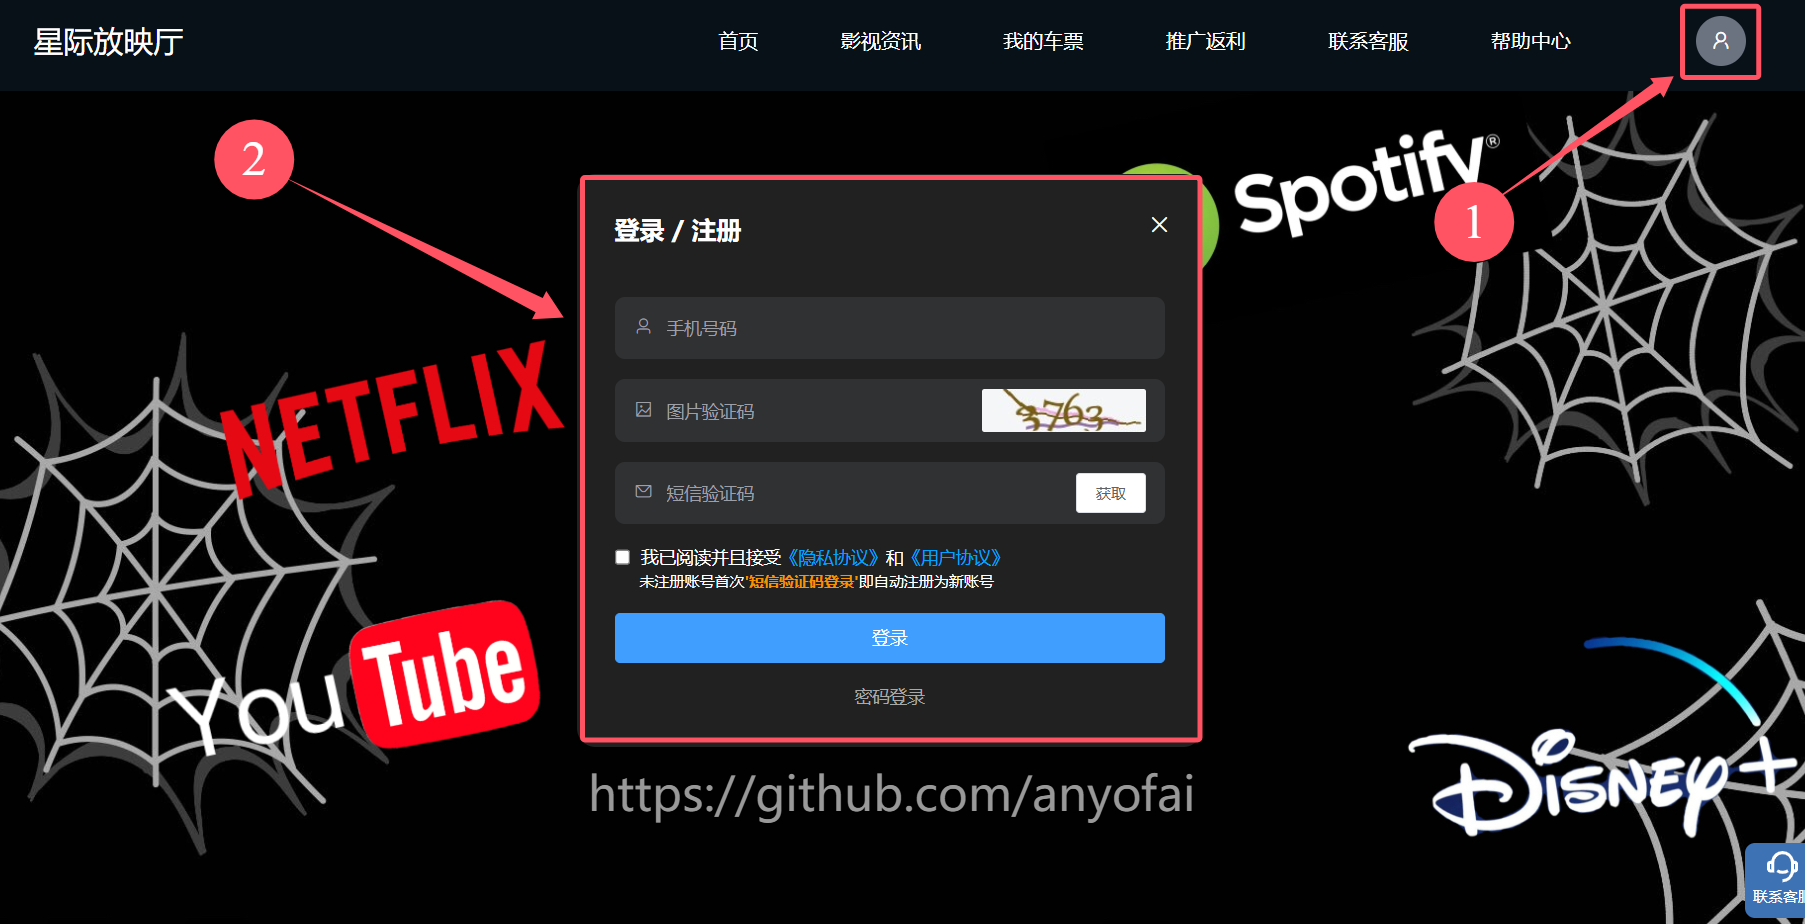 星际放映厅
首页
影视资讯
我的车票
推广返利
联系客服
帮助中心
2
Spotify®
1
登录 / 注册
手机号码
NETFLIX
图片验证码
3763
短信验证码
获取
我已阅读并且接受《隐私协议》和《用户协议》
未注册账号首次'短信验证码登录'即自动注册为新账号
登录
YouTube
密码登录
Disney+
https://github.com/anyofai
联系客服